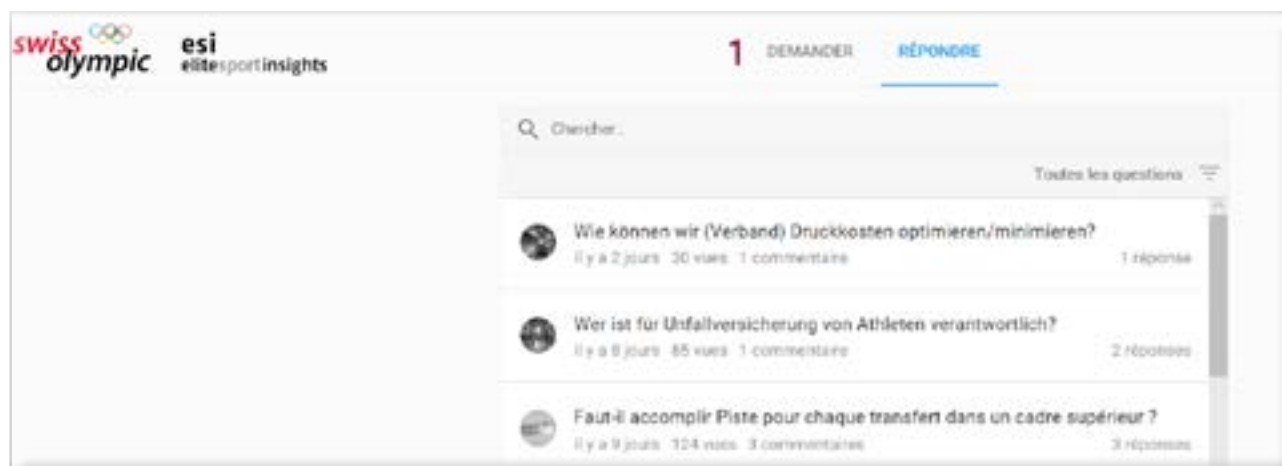 swiss olympic
esi
elitesportinsights
1 DEMANDER RÉPONDRE
Chercher..
Toutes les questions
Wie können wir (Verband) Druckkosten optimieren/minimieren?
il y a 2 jours 30 vues 1 commentaire 1 réponse
Wer ist für Unfallversicherung von Athleten verantwortlich?
il y a 8 jours 85 vues 1 commentaire 2 réponses
Faut-il accomplir Piste pour chaque transfert dans un cadre supérieur ?
il y a 9 jours 124 vues 3 commentaires 3 réponses